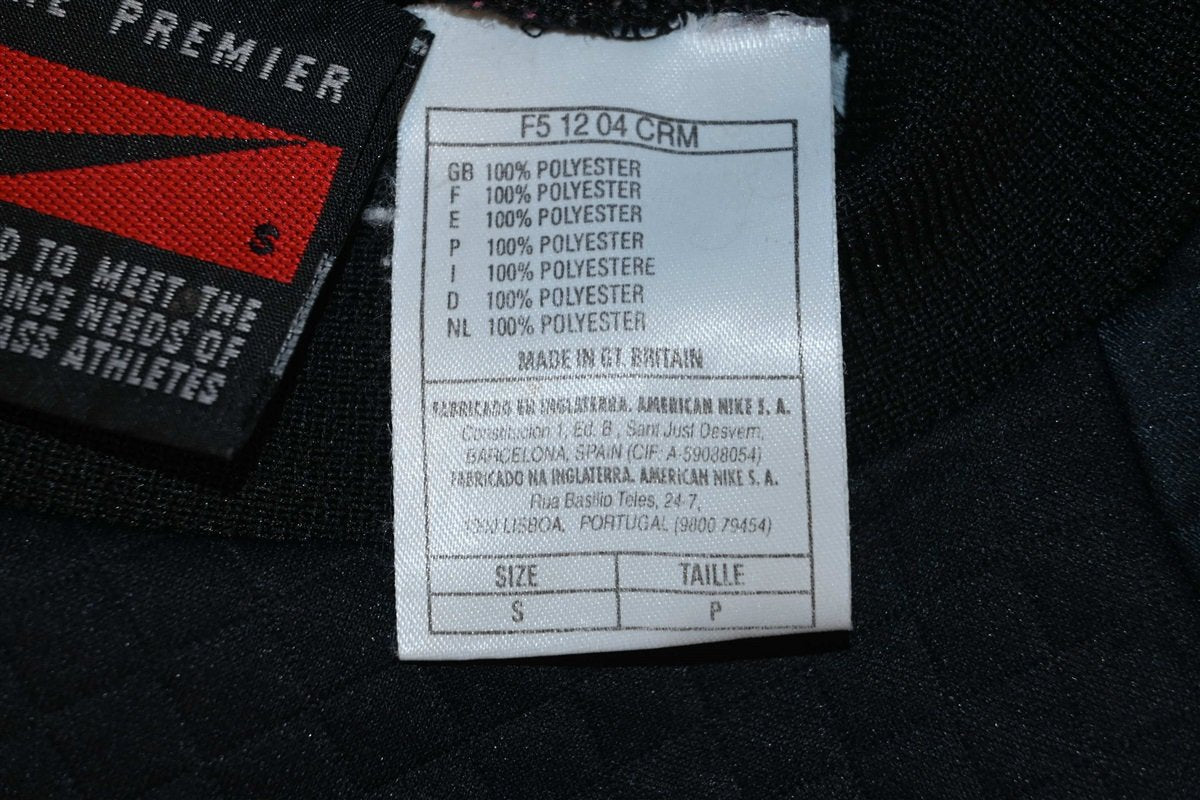 PREMIER
S
TO MEET THE
NEEDS OF
ATHLETES
F5 12 04 CRM
GB 100% POLYESTER
F 100% POLYESTER
E 100% POLYESTER
P 100% POLYESTER
I 100% POLYESTERE
D 100% POLYESTER
NL 100% POLYESTER
MADE IN GT. BRITAIN
FABRICADO EN INGLATERRA. AMERICAN NIKE S. A.
Constitucion 1, Ed. B, Sant Just Desvern,
BARCELONA, SPAIN (CIF: A-59088054)
FABRICADO NA INGLATERRA. AMERICAN NIKE S. A.
Rua Basilio Teles, 24-7,
LISBOA, PORTUGAL (9800 79454)
SIZE TAILLE
S P